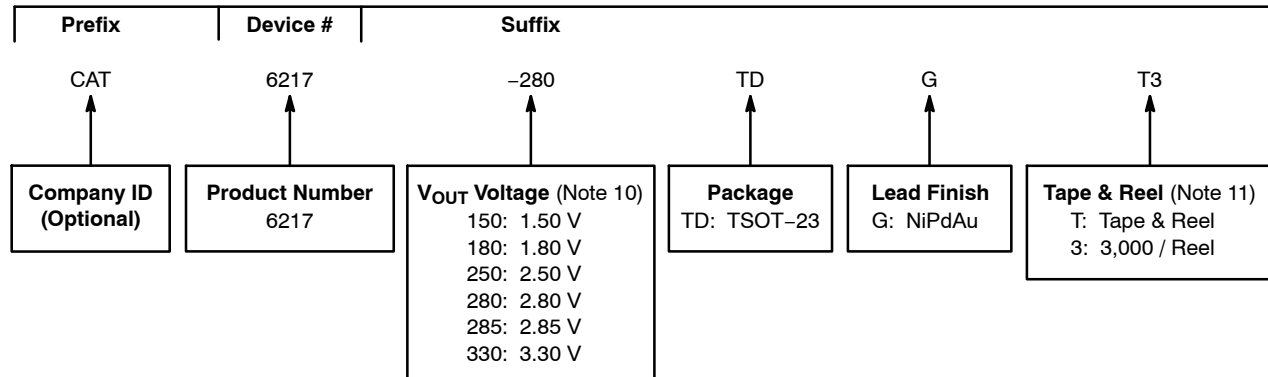 Prefix Device # Suffix
CAT 6217 −280 TD G T3
Company ID
(Optional)
Product Number
6217
VOUT Voltage (Note 10)
150: 1.50 V
180: 1.80 V
250: 2.50 V
280: 2.80 V
285: 2.85 V
330: 3.30 V
Package
TD: TSOT−23
Lead Finish
G: NiPdAu
Tape & Reel (Note 11)
T: Tape & Reel
3: 3,000 / Reel